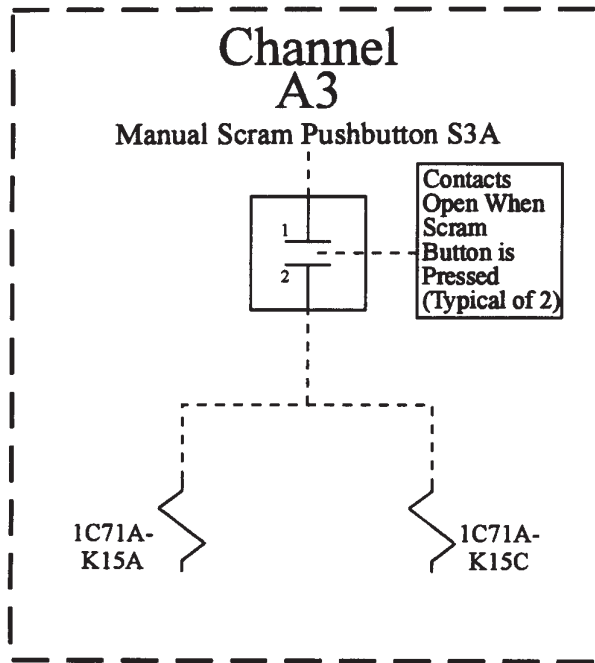 Channel
A3
Manual Scram Pushbutton S3A
Contacts
Open When
Scram
Button is
Pressed
(Typical of 2)
1
2
1C71A-
K15A
1C71A-
K15C